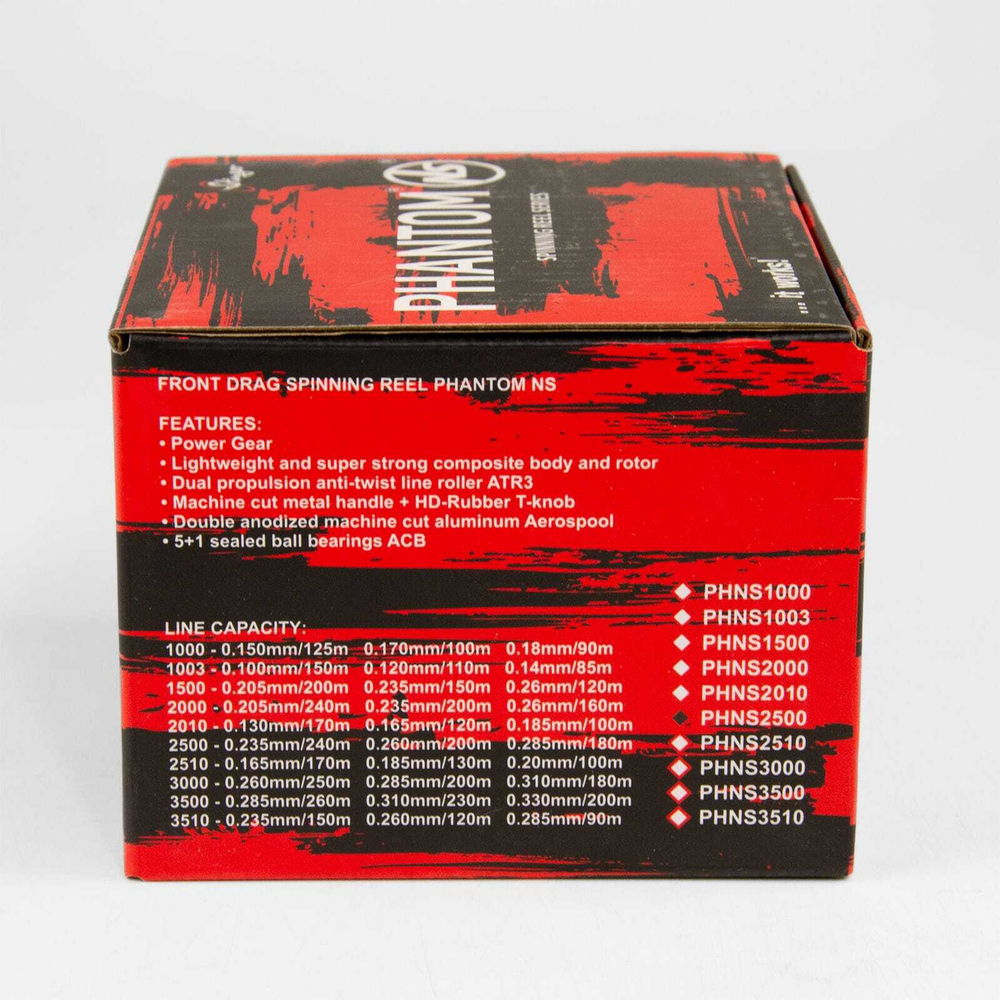 PHANTOM NS
SPINNING REEL SERIES
... it works!
FRONT DRAG SPINNING REEL PHANTOM NS
FEATURES:
• Power Gear
• Lightweight and super strong composite body and rotor
• Dual propulsion anti-twist line roller ATR3
• Machine cut metal handle + HD-Rubber T-knob
• Double anodized machine cut aluminum Aerospool
• 5+1 sealed ball bearings ACB
LINE CAPACITY:
1000 - 0.150mm/125m 0.170mm/100m 0.18mm/90m
1003 - 0.100mm/150m 0.120mm/110m 0.14mm/85m
1500 - 0.205mm/200m 0.235mm/150m 0.26mm/120m
2000 - 0.205mm/240m 0.235mm/200m 0.26mm/160m
2010 - 0.130mm/170m 0.165mm/120m 0.185mm/100m
2500 - 0.235mm/240m 0.260mm/200m 0.285mm/180m
2510 - 0.165mm/170m 0.185mm/130m 0.20mm/100m
3000 - 0.260mm/250m 0.285mm/200m 0.310mm/180m
3500 - 0.285mm/260m 0.310mm/230m 0.330mm/200m
3510 - 0.235mm/150m 0.260mm/120m 0.285mm/90m
PHNS1000
PHNS1003
PHNS1500
PHNS2000
PHNS2010
PHNS2500
PHNS2510
PHNS3000
PHNS3500
PHNS3510